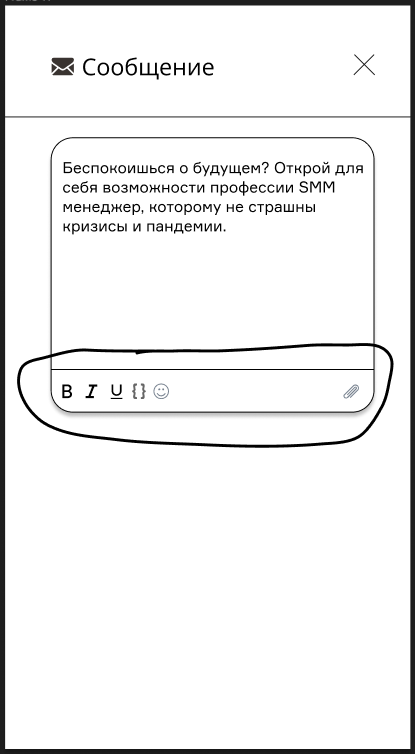 Сообщение
Беспокоишься о будущем? Открой для
себя возможности профессии SMM
менеджер, которому не страшны
кризисы и пандемии.
B I U {}